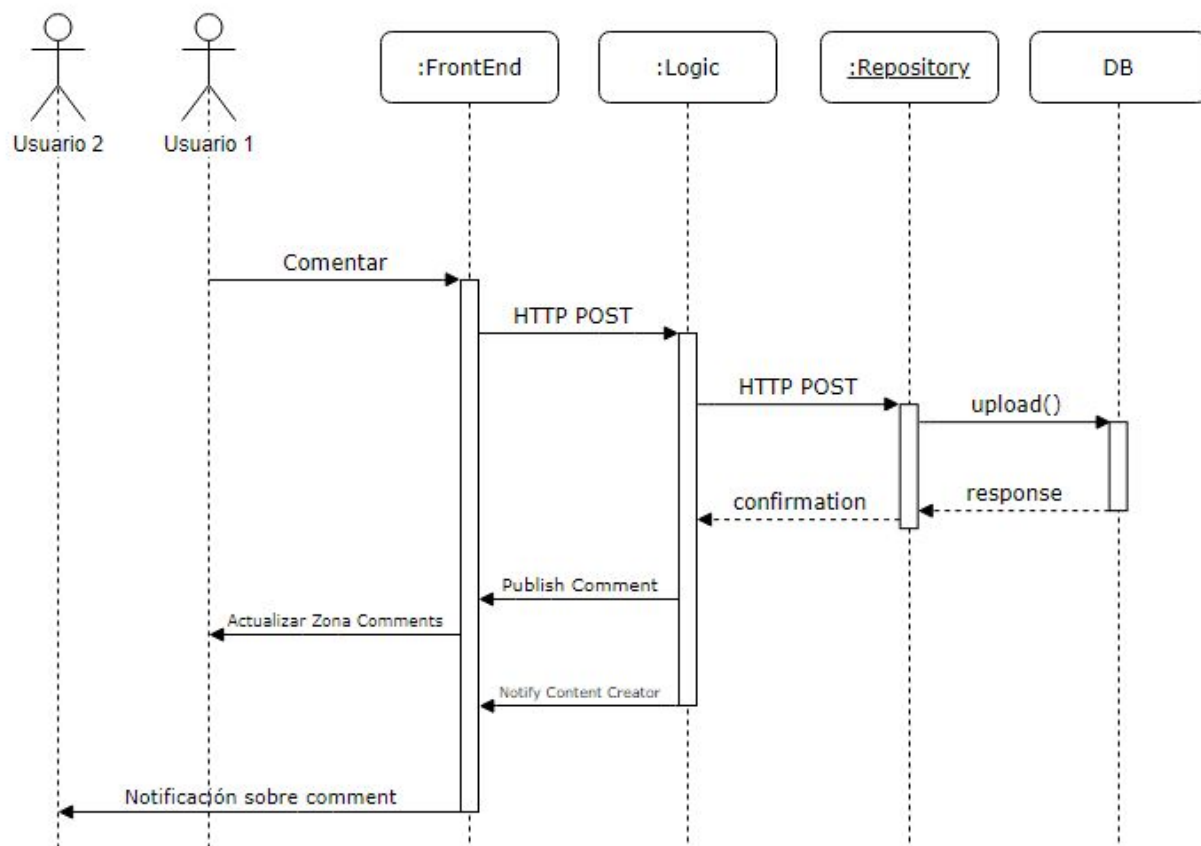 :FrontEnd
:Logic
:Repository
DB
Usuario 2
Usuario 1
Comentar
HTTP POST
HTTP POST
upload()
response
confirmation
Publish Comment
Actualizar Zona Comments
Notify Content Creator
Notificación sobre comment